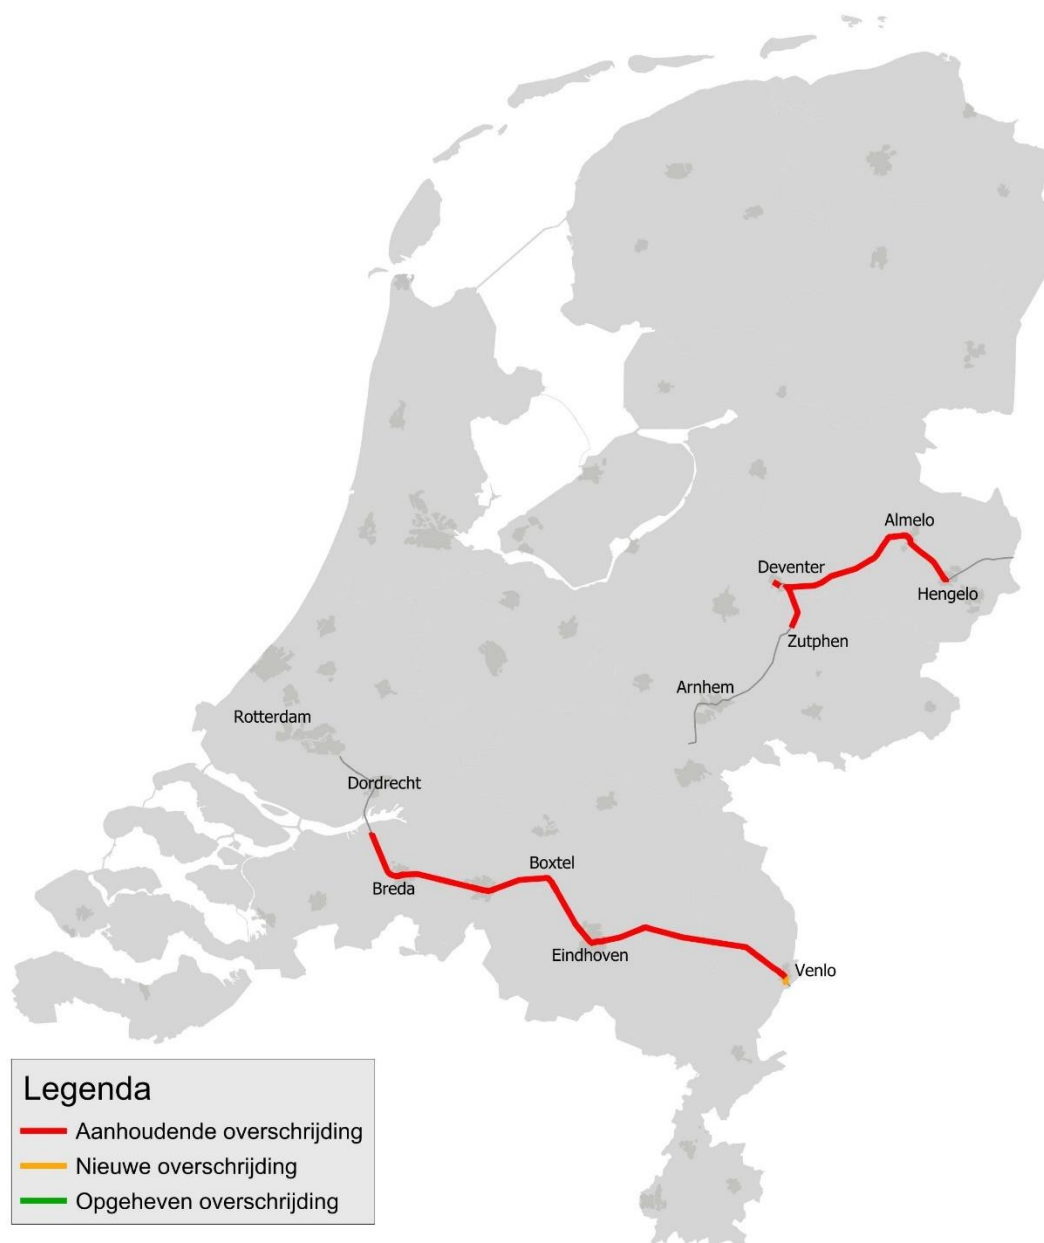 Almelo
Deventer
Hengelo
Zutphen
Arnhem
Rotterdam
Dordrecht
Boxtel
Breda
Eindhoven
Venlo
Legenda
Aanhoudende overschrijding
Nieuwe overschrijding
Opgeheven overschrijding